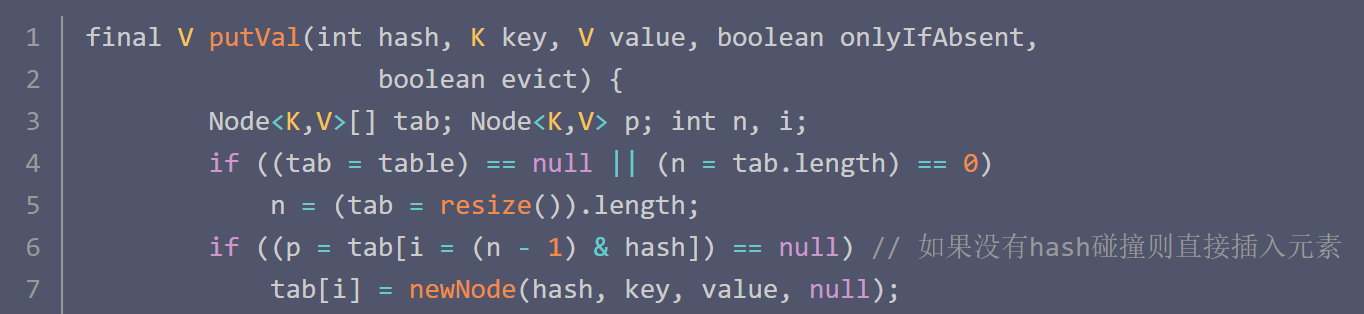 1 final V putVal(int hash, K key, V value, boolean onlyIfAbsent,
2 boolean evict) {
3 Node<K,V>[] tab; Node<K,V> p; int n, i;
4 if ((tab = table) == null || (n = tab.length) == 0)
5 n = (tab = resize()).length;
6 if ((p = tab[i = (n - 1) & hash]) == null) // 如果没有hash碰撞则直接插入元素
7 tab[i] = newNode(hash, key, value, null);